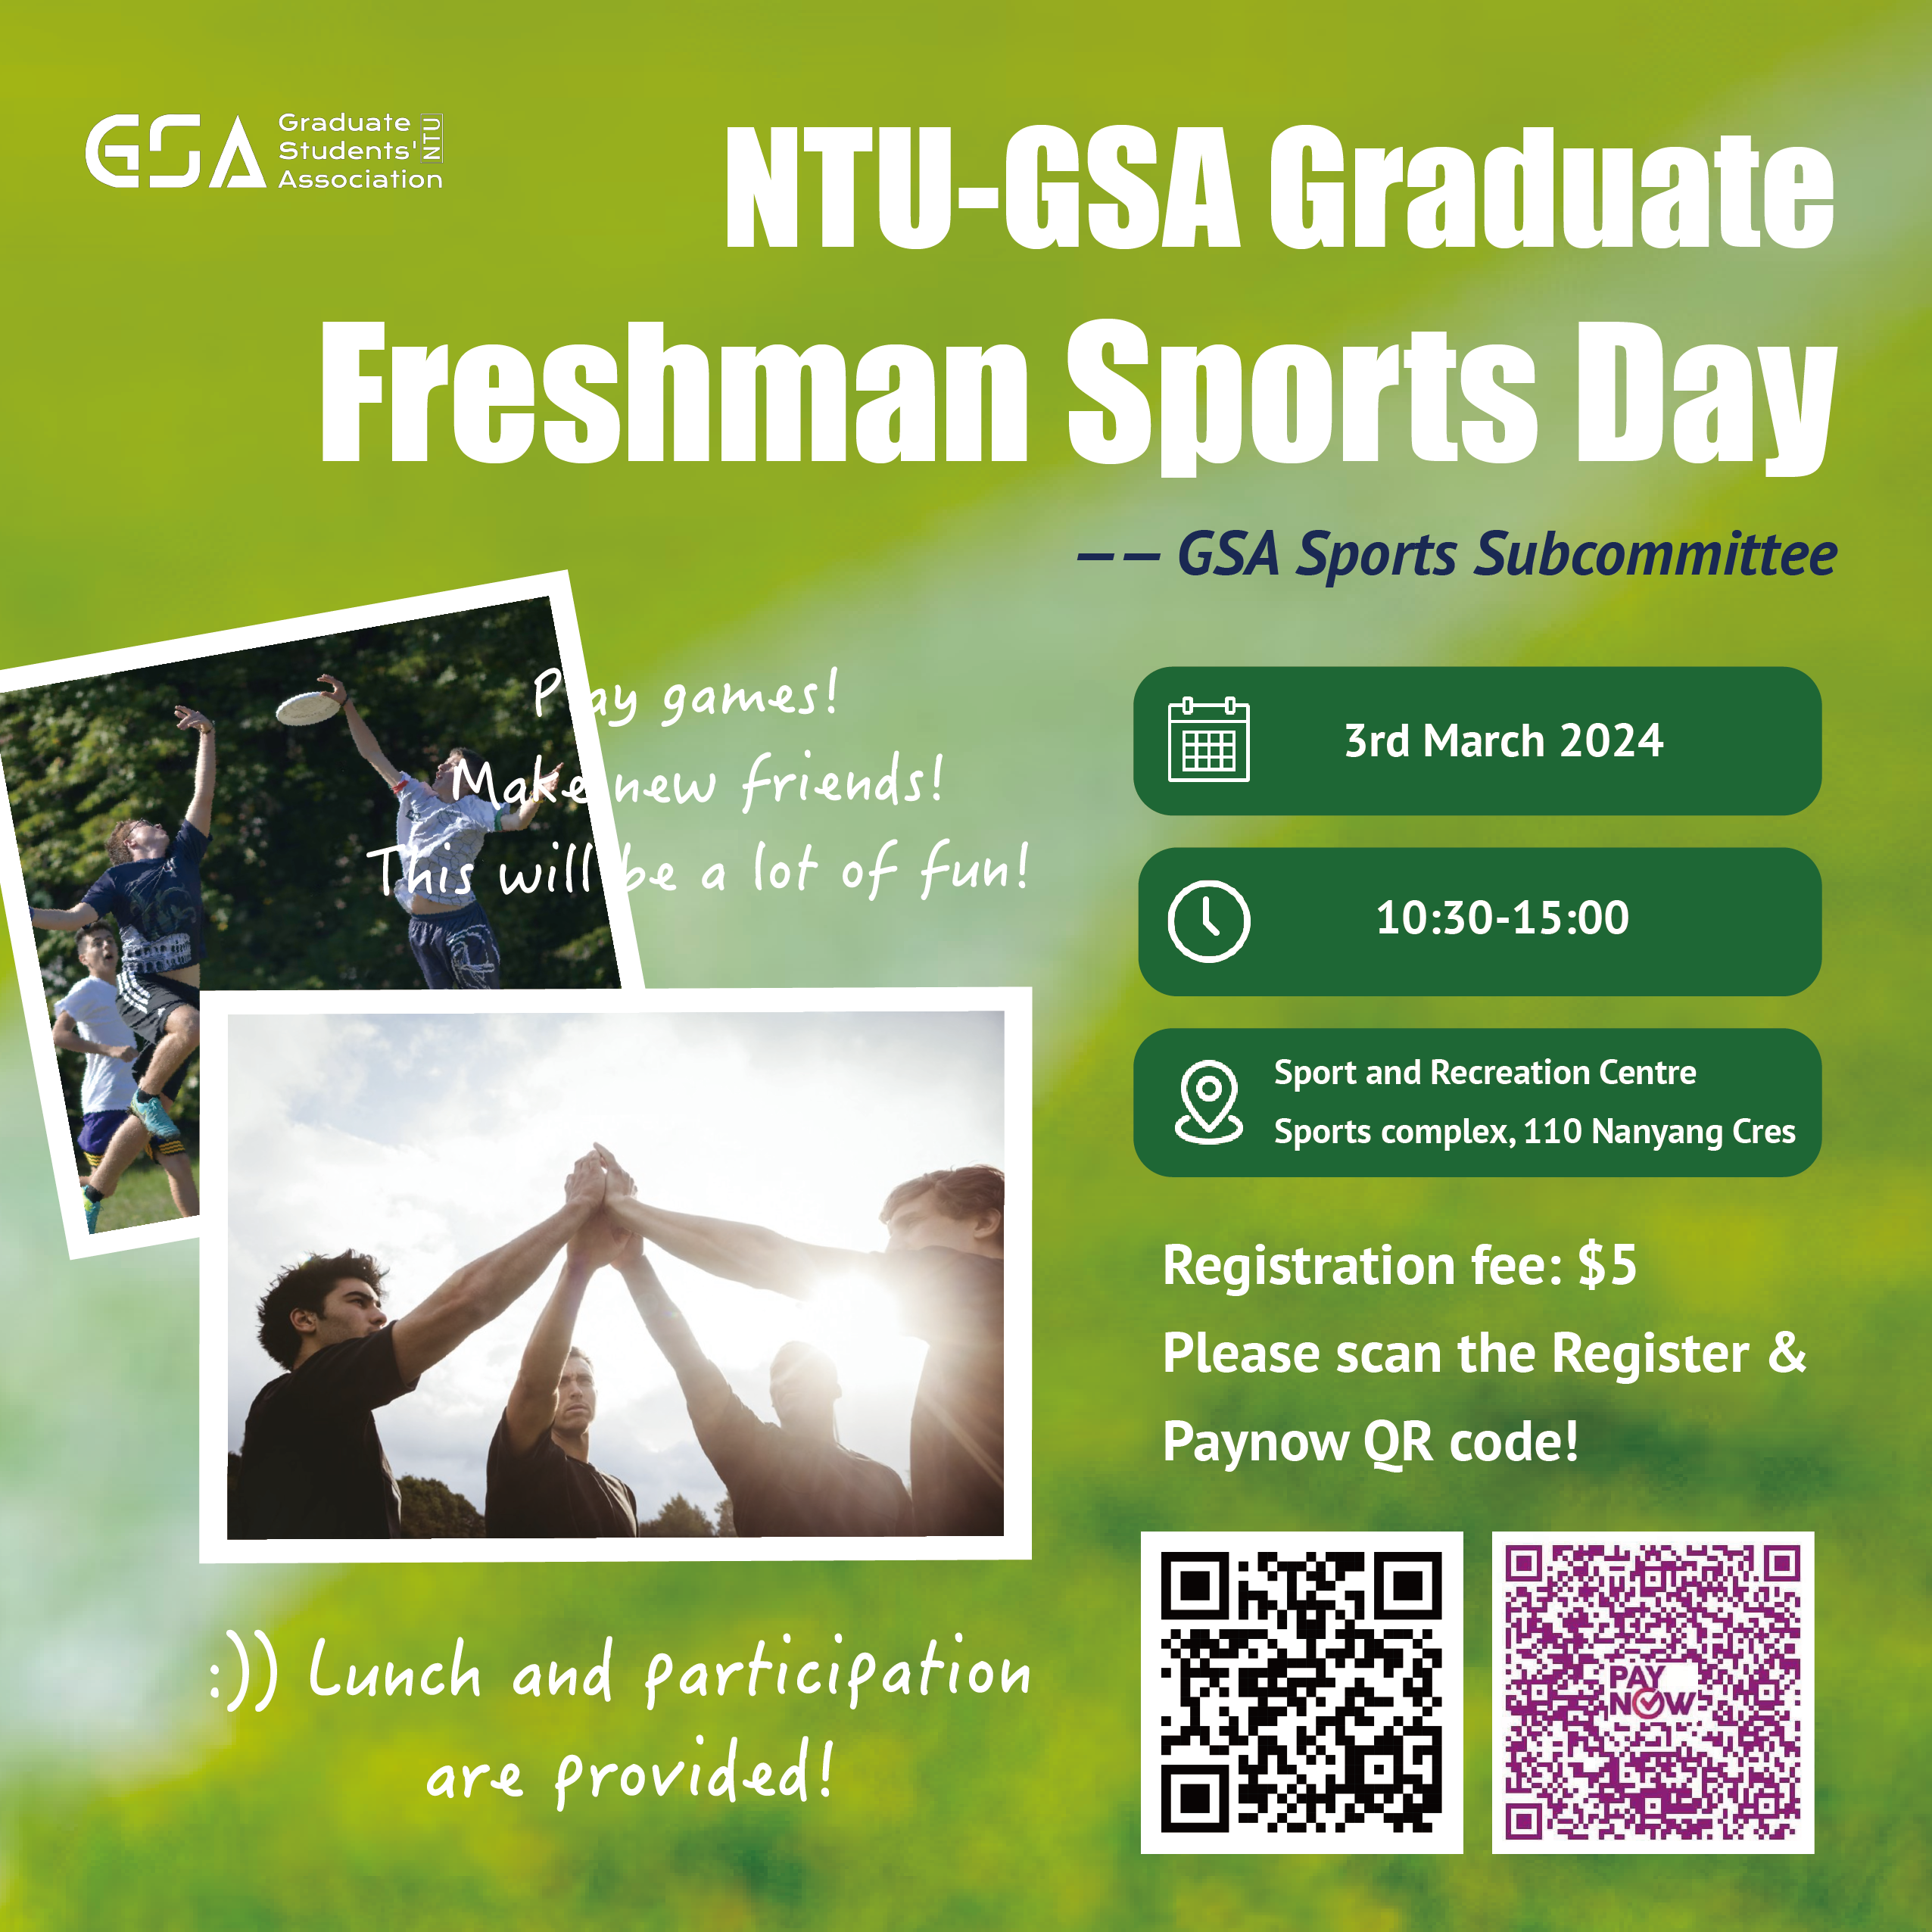 GSA
Graduate
Students'
Association
NTU
NTU-GSA Graduate
Freshman Sports Day
—— GSA Sports Subcommittee
Play games!
Make new friends!
This will be a lot of fun!
3rd March 2024
10:30-15:00
Sport and Recreation Centre
Sports complex, 110 Nanyang Cres
Registration fee: $5
Please scan the Register &
Paynow QR code!
PAY
NOW
:)) Lunch and participation
are provided!